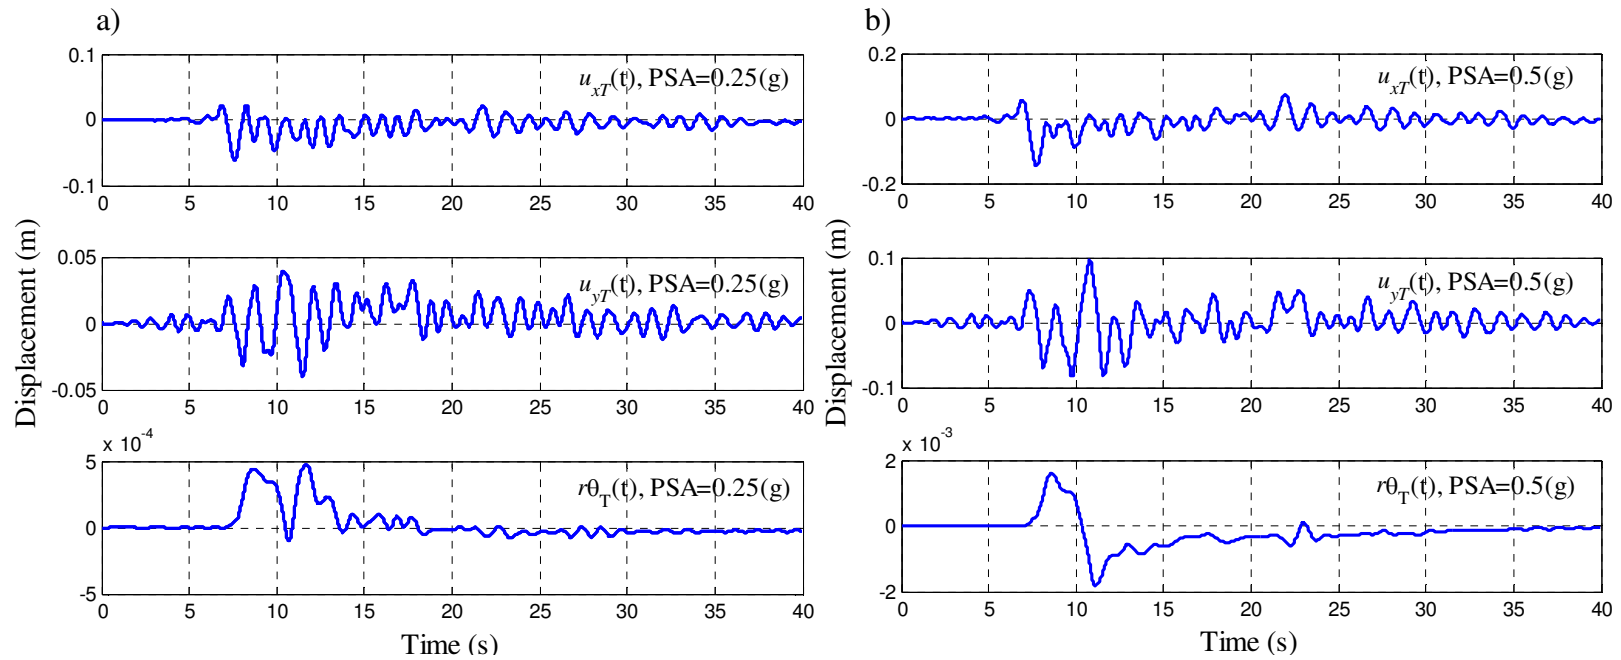 a)
0.1
u_xT(t), PSA=0.25(g)
0
-0.1
0 5 10 15 20 25 30 35 40
0.05
u_yT(t), PSA=0.25(g)
0
-0.05
0 5 10 15 20 25 30 35 40
x 10^-4
5
rθ_T(t), PSA=0.25(g)
0
-5
0 5 10 15 20 25 30 35 40
Displacement (m)
Time (s)
b)
0.2
u_xT(t), PSA=0.5(g)
0
-0.2
0 5 10 15 20 25 30 35 40
0.1
u_yT(t), PSA=0.5(g)
0
-0.1
0 5 10 15 20 25 30 35 40
x 10^-3
2
rθ_T(t), PSA=0.5(g)
0
-2
0 5 10 15 20 25 30 35 40
Displacement (m)
Time (s)